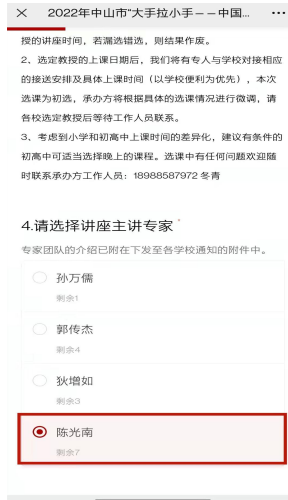 2022年中山市“大手拉小手——中国...
授的讲座时间，若漏选错选，则结果作废。
2、选定教授的上课日期后，我们将有专人与学校对接相应
的接送安排及具体上课时间（以学校便利为优先），本次
选课为初选，承办方将根据具体的选课情况进行微调，请
各校选定教授后等待工作人员联系。
3、考虑到小学和初高中上课时间的差异化，建议有条件的
初高中可适当选择晚上的课程。选课中有任何问题欢迎随
时联系承办方工作人员：18988587972 冬青
4.请选择讲座主讲专家 *
专家团队的介绍已附在下发至各学校通知的附件中。
孙万儒
剩余1
郭传杰
剩余4
狄增如
剩余3
陈光南
剩余7